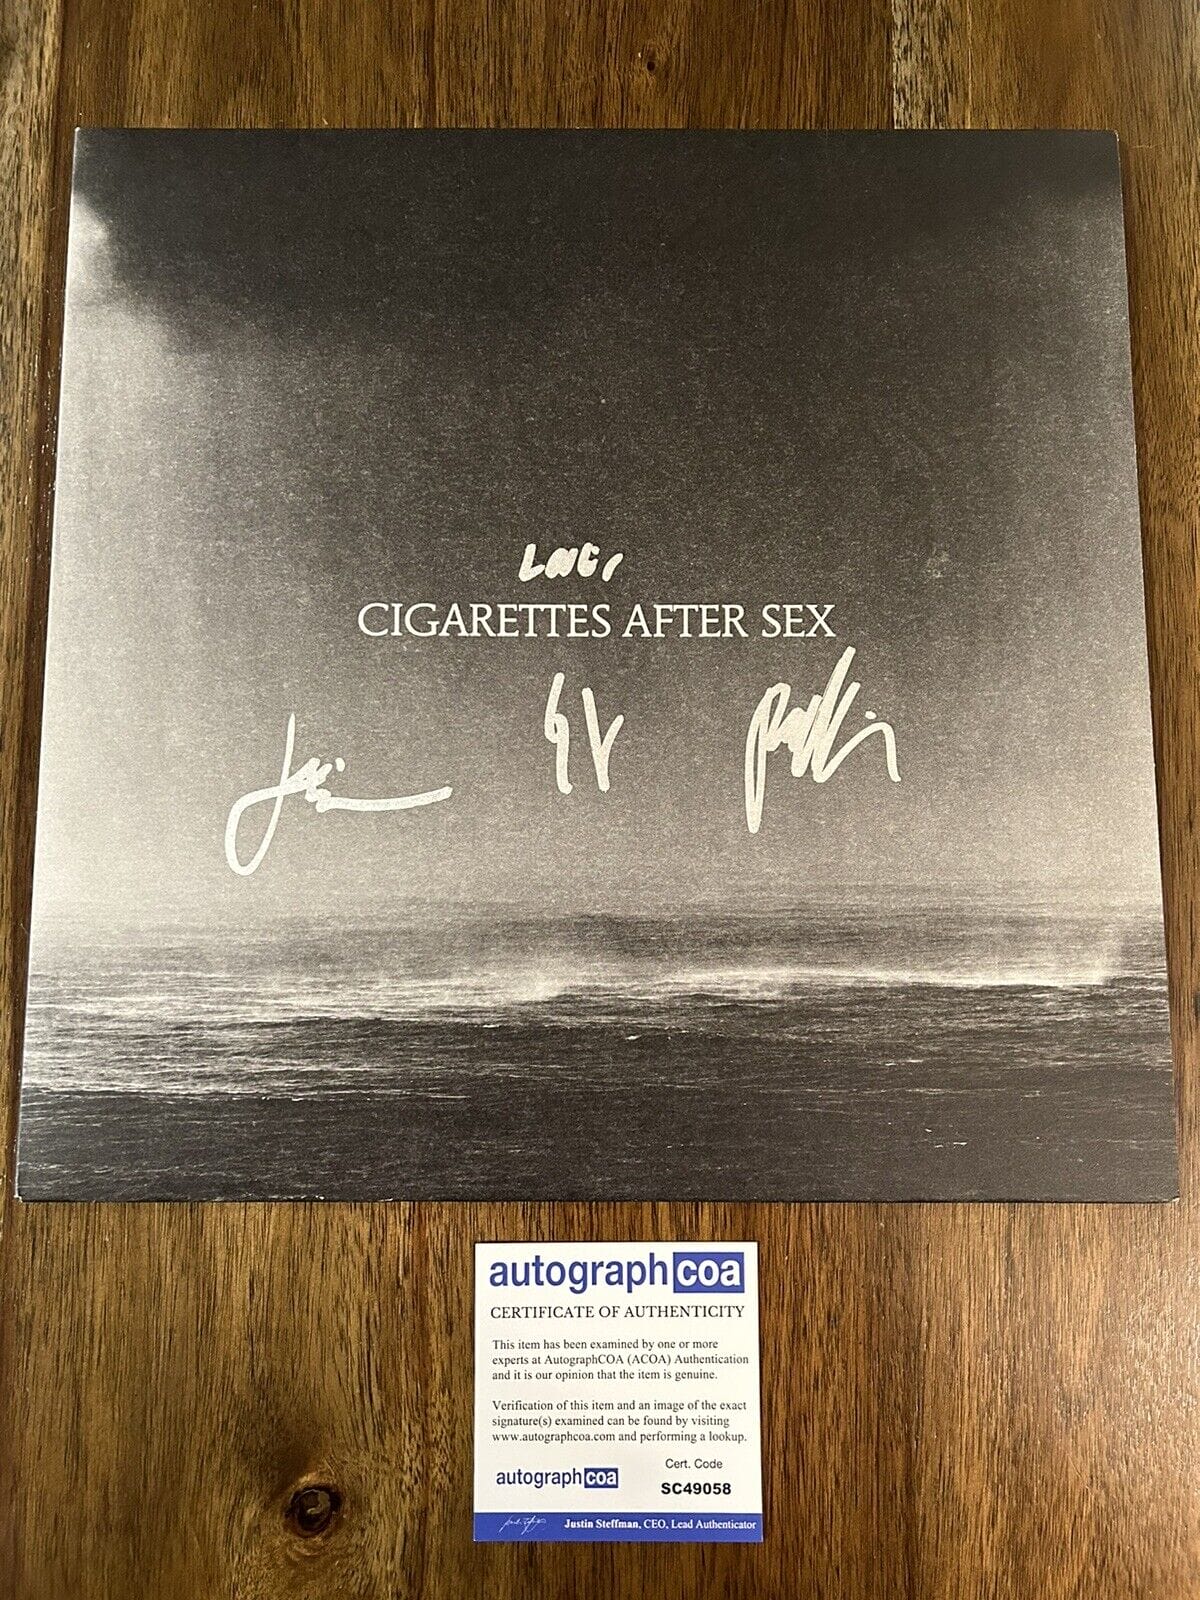 CIGARETTES AFTER SEX
autographcoa
CERTIFICATE OF AUTHENTICITY
This item has been examined by one or more
experts at AutographCOA (ACOA) Authentication
and it is our opinion that the item is genuine.
Verification of this item and an image of the exact
signature(s) examined can be found by visiting
www.autographcoa.com and performing a lookup.
autographcoa
Cert. Code
SC49058
Justin Steffman, CEO, Lead Authenticator